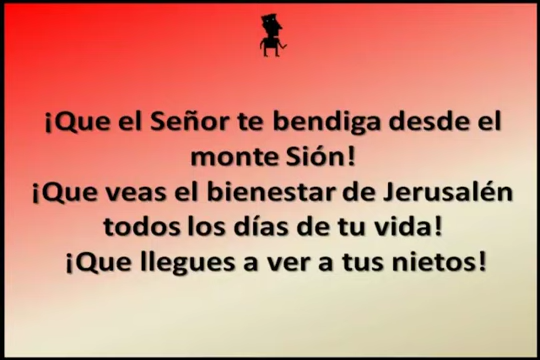 ¡Que el Señor te bendiga desde el
monte Sión!
¡Que veas el bienestar de Jerusalén
todos los días de tu vida!
¡Que llegues a ver a tus nietos!